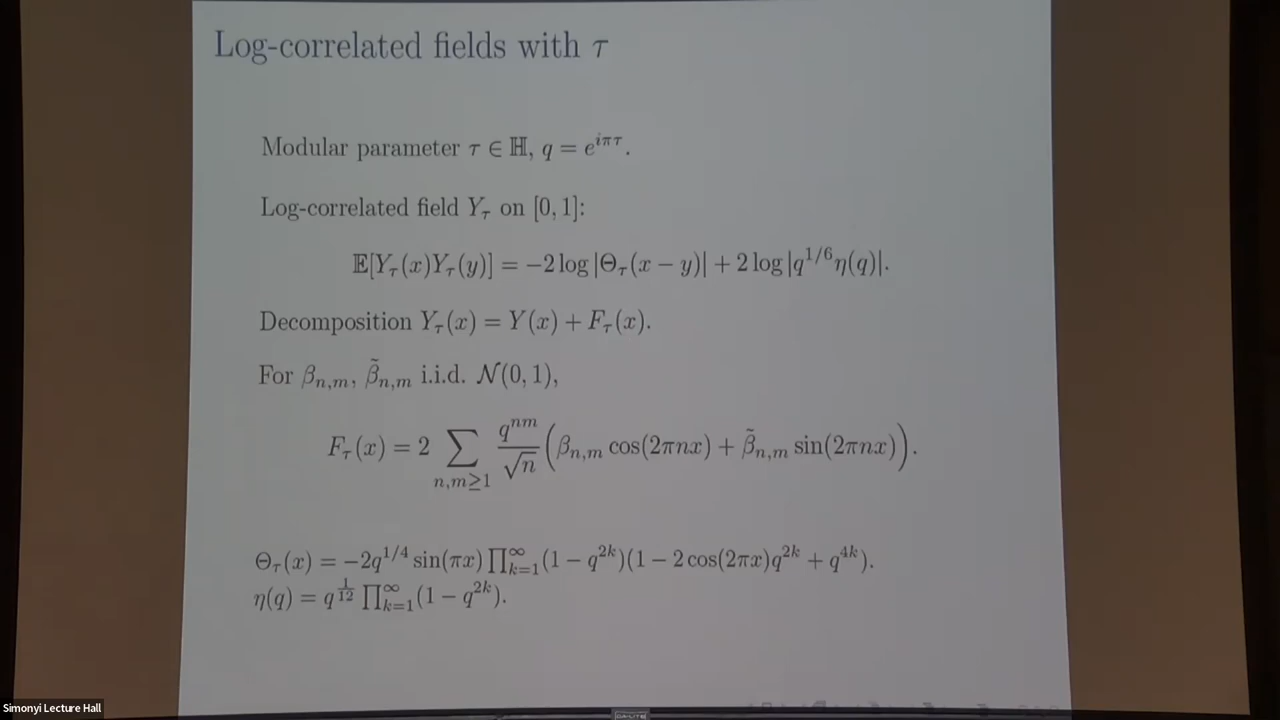 Log-correlated fields with τ
Modular parameter τ ∈ ℍ, q = e^{iπτ}.
Log-correlated field Y_τ on [0, 1]:
𝔼[Y_τ(x)Y_τ(y)] = −2 log |Θ_τ(x − y)| + 2 log |q^{1/6}η(q)|.
Decomposition Y_τ(x) = Y(x) + F_τ(x).
For β_{n,m}, β̃_{n,m} i.i.d. 𝒩(0, 1),
F_τ(x) = 2 ∑_{n,m≥1} \frac{q^{nm}}{\sqrt{n}} (β_{n,m} cos(2πnx) + β̃_{n,m} sin(2πnx)).
Θ_τ(x) = −2q^{1/4} sin(πx) ∏_{k=1}^{∞}(1 − q^{2k})(1 − 2 cos(2πx)q^{2k} + q^{4k}).
η(q) = q^{\frac{1}{12}} ∏_{k=1}^{∞}(1 − q^{2k}).
Simonyi Lecture Hall